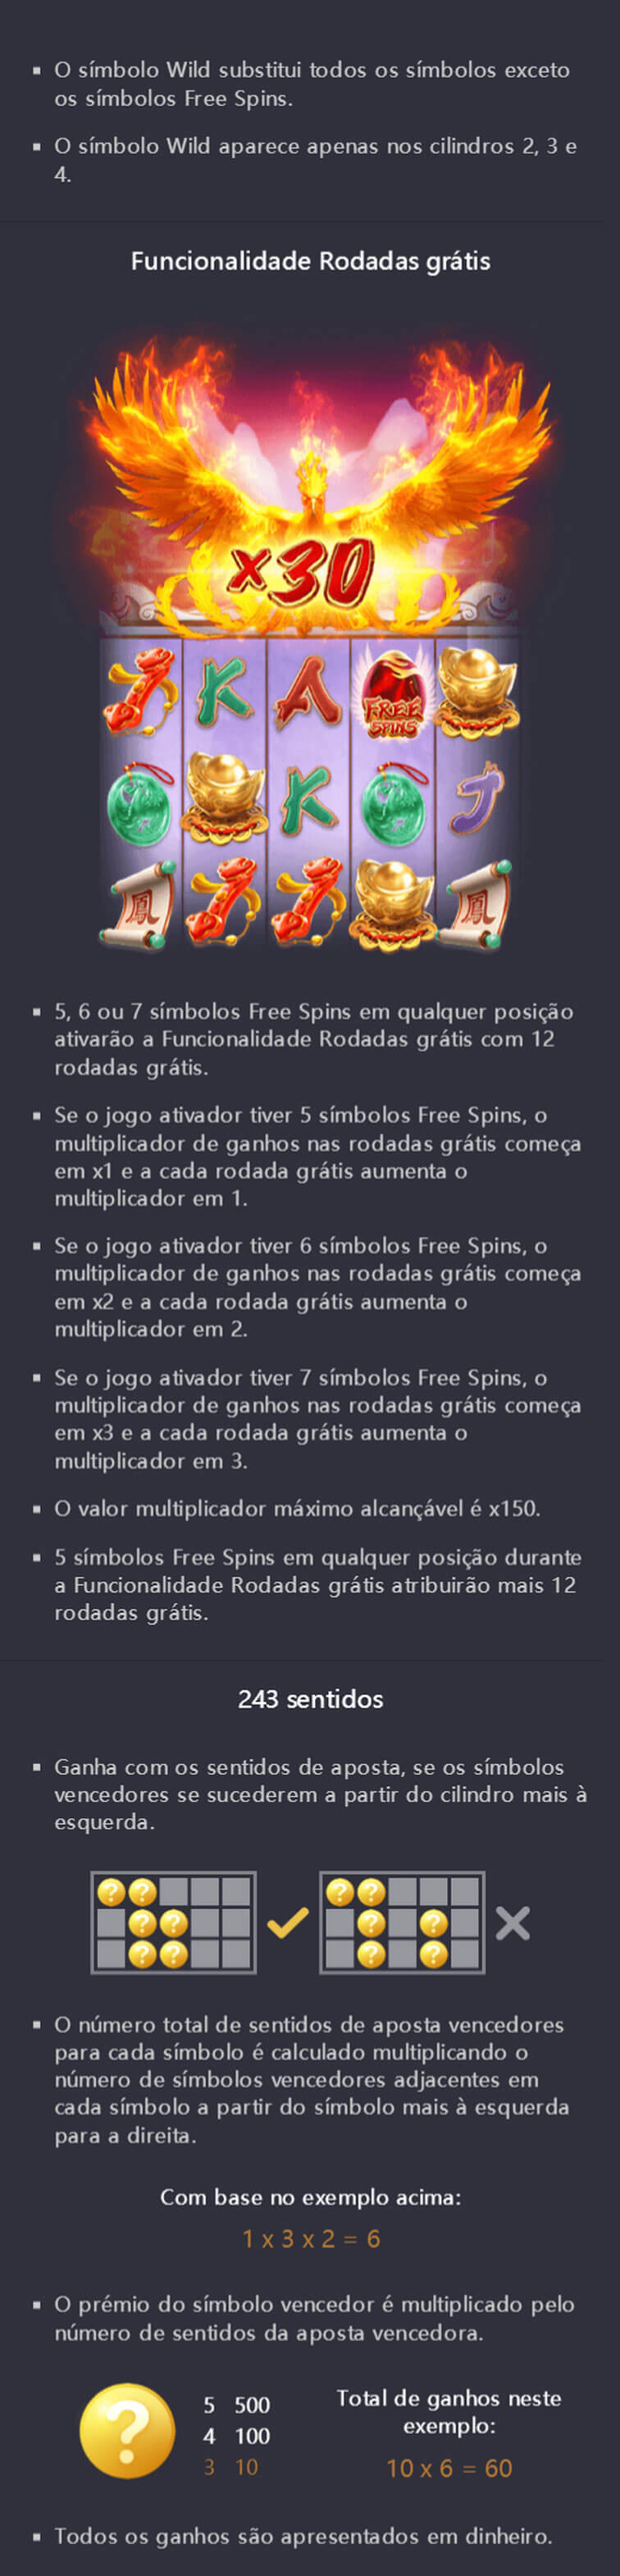 ▪ O símbolo Wild substitui todos os símbolos exceto
os símbolos Free Spins.
▪ O símbolo Wild aparece apenas nos cilindros 2, 3 e
4.
Funcionalidade Rodadas grátis
x30
K A FREE SPINS
K J
鳳 鳳
▪ 5, 6 ou 7 símbolos Free Spins em qualquer posição
ativarão a Funcionalidade Rodadas grátis com 12
rodadas grátis.
▪ Se o jogo ativador tiver 5 símbolos Free Spins, o
multiplicador de ganhos nas rodadas grátis começa
em x1 e a cada rodada grátis aumenta o
multiplicador em 1.
▪ Se o jogo ativador tiver 6 símbolos Free Spins, o
multiplicador de ganhos nas rodadas grátis começa
em x2 e a cada rodada grátis aumenta o
multiplicador em 2.
▪ Se o jogo ativador tiver 7 símbolos Free Spins, o
multiplicador de ganhos nas rodadas grátis começa
em x3 e a cada rodada grátis aumenta o
multiplicador em 3.
▪ O valor multiplicador máximo alcançável é x150.
▪ 5 símbolos Free Spins em qualquer posição durante
a Funcionalidade Rodadas grátis atribuirão mais 12
rodadas grátis.
243 sentidos
▪ Ganha com os sentidos de aposta, se os símbolos
vencedores se sucederem a partir do cilindro mais à
esquerda.
? ? ? ?
? ? ? ?
? ? ? ?
▪ O número total de sentidos de aposta vencedores
para cada símbolo é calculado multiplicando o
número de símbolos vencedores adjacentes em
cada símbolo a partir do símbolo mais à esquerda
para a direita.
Com base no exemplo acima:
1 x 3 x 2 = 6
▪ O prémio do símbolo vencedor é multiplicado pelo
número de sentidos da aposta vencedora.
?
5 500
4 100
3 10
Total de ganhos neste
exemplo:
10 x 6 = 60
▪ Todos os ganhos são apresentados em dinheiro.